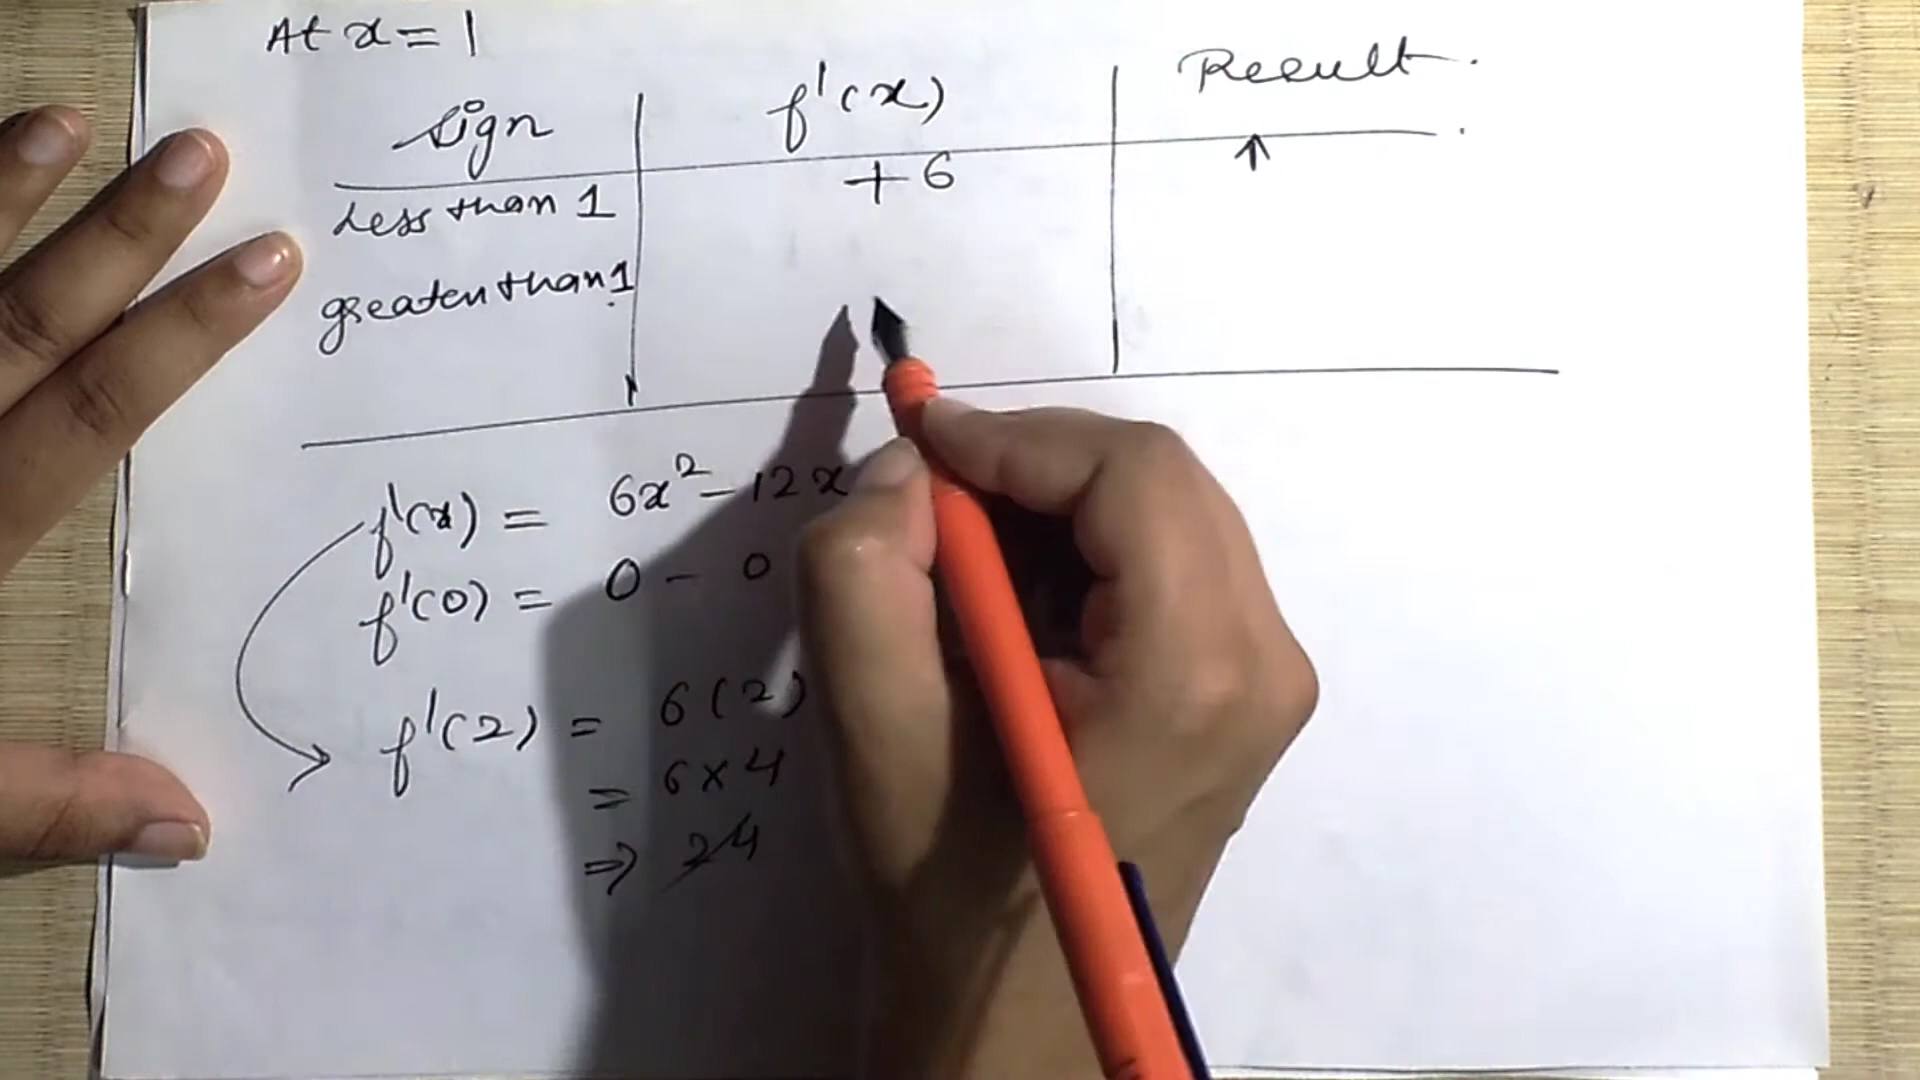 At x = 1
sign f'(x) Result.
Less than 1 + 6 ↑
greater than 1
f'(x) = 6x² - 12x
f'(0) = 0 - 0
f'(2) = 6(2)
= 6 × 4
⇒ 24